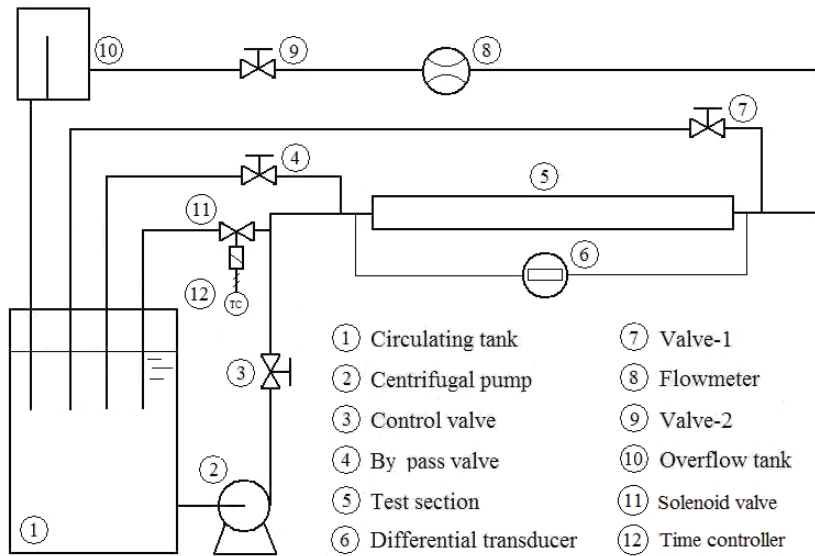 10
9
8
7
4
5
11
6
12
TC
3
2
1
1 Circulating tank
2 Centrifugal pump
3 Control valve
4 By pass valve
5 Test section
6 Differential transducer
7 Valve-1
8 Flowmeter
9 Valve-2
10 Overflow tank
11 Solenoid valve
12 Time controller